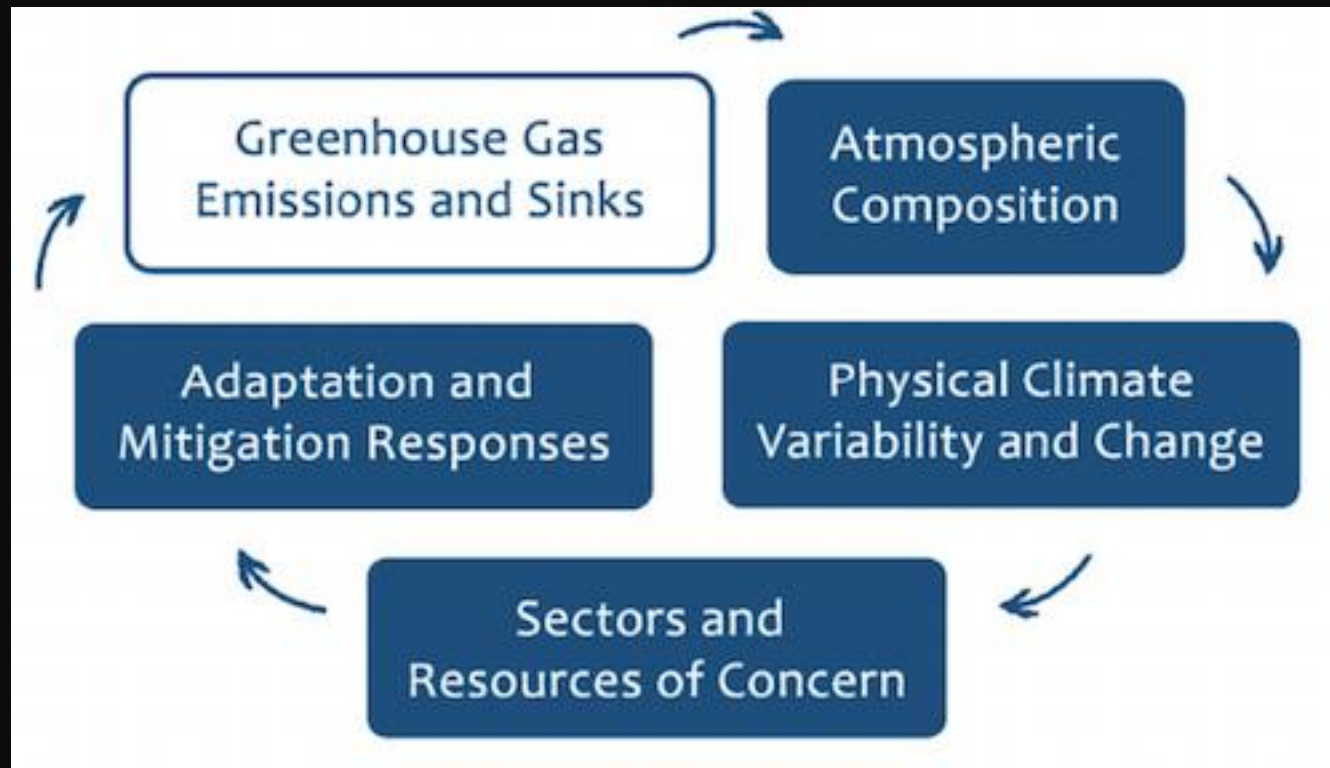 Greenhouse Gas
Emissions and Sinks
Atmospheric
Composition
Adaptation and
Mitigation Responses
Physical Climate
Variability and Change
Sectors and
Resources of Concern